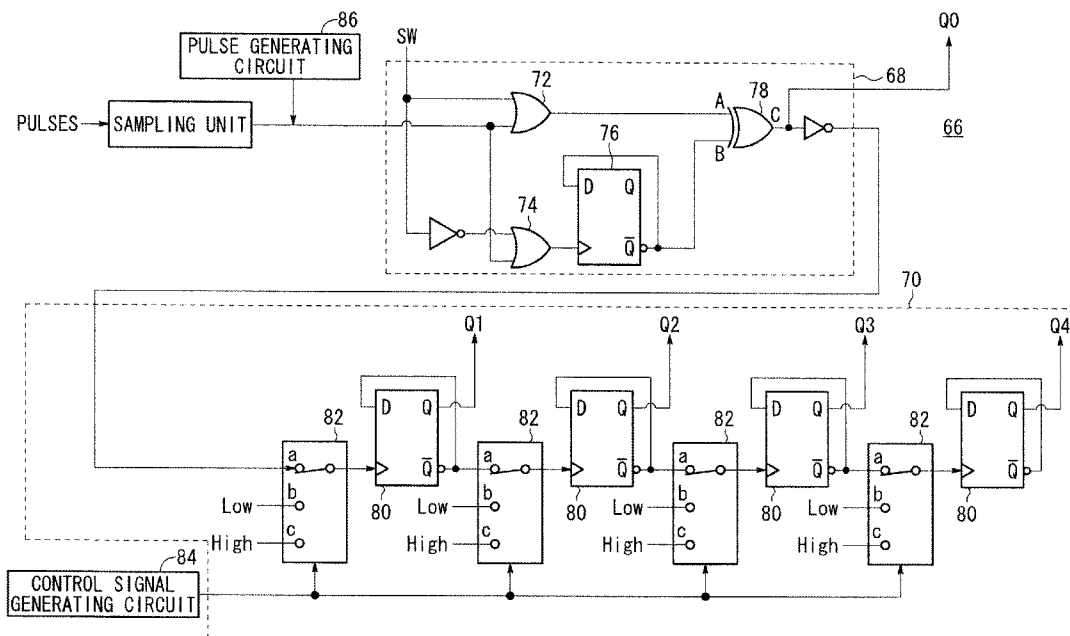 86
SW
Q0
PULSE GENERATING
CIRCUIT
68
72
A
78
C
PULSES
SAMPLING UNIT
66
B
76
D Q
74
Q̅
70
Q1
Q2
Q3
Q4
D Q
D Q
D Q
D Q
82
82
82
82
a
Q̅
a
Q̅
a
Q̅
a
Q̅
b
80
b
80
b
80
b
80
Low
Low
Low
Low
c
c
c
c
High
High
High
High
84
CONTROL SIGNAL
GENERATING CIRCUIT